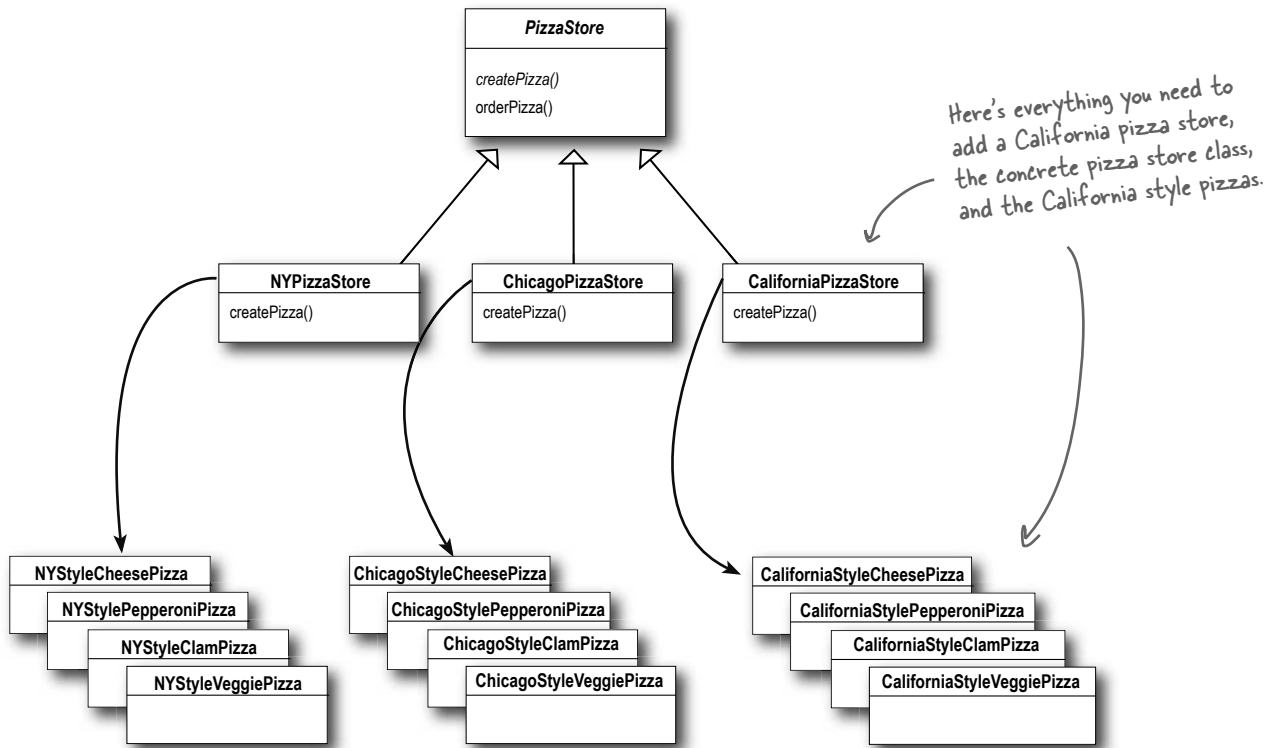 PizzaStore
createPizza()
orderPizza()
Here's everything you need to
add a California pizza store,
the concrete pizza store class,
and the California style pizzas.
NYPizzaStore
createPizza()
ChicagoPizzaStore
createPizza()
CaliforniaPizzaStore
createPizza()
NYStyleCheesePizza
NYStylePepperoniPizza
NYStyleClamPizza
NYStyleVeggiePizza
ChicagoStyleCheesePizza
ChicagoStylePepperoniPizza
ChicagoStyleClamPizza
ChicagoStyleVeggiePizza
CaliforniaStyleCheesePizza
CaliforniaStylePepperoniPizza
CaliforniaStyleClamPizza
CaliforniaStyleVeggiePizza